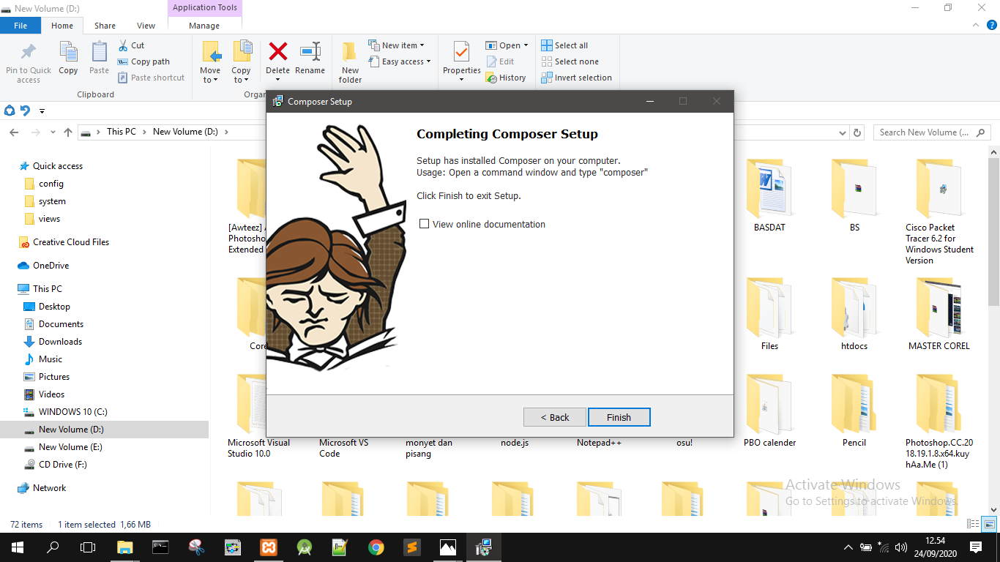 New Volume (D:)
Application Tools
File
Home
Share
View
Manage
Pin to Quick
access
Copy
Paste
Cut
Copy path
Paste shortcut
Clipboard
Move
to
Copy
to
Delete
Rename
Organ
New
folder
New item
Easy access
Properties
Open
Edit
History
Select all
Select none
Invert selection
This PC
New Volume (D:)
Search New Volume (...
Quick access
config
system
views
Creative Cloud Files
OneDrive
This PC
Desktop
Documents
Downloads
Music
Pictures
Videos
WINDOWS 10 (C:)
New Volume (D:)
New Volume (E:)
CD Drive (F:)
Network
Composer Setup
Completing Composer Setup
Setup has installed Composer on your computer.
Usage: Open a command window and type "composer"
Click Finish to exit Setup.
View online documentation
< Back
Finish
[Awteez]
Photosho
Extended
BASDAT
BS
Cisco Packet
Tracer 6.2 for
Windows Student
Version
Core
Files
htdocs
MASTER COREL
Microsoft Visual
Studio 10.0
Microsoft VS
Code
monyet dan
pisang
node.js
Notepad++
osu!
PBO calender
Pencil
Photoshop.CC.20
18.19.1.8.x64.kuy
hAa.Me (1)
Activate Windows
Go to Settings to activate Windows.
72 items
1 item selected 1,66 MB
12.54
24/09/2020